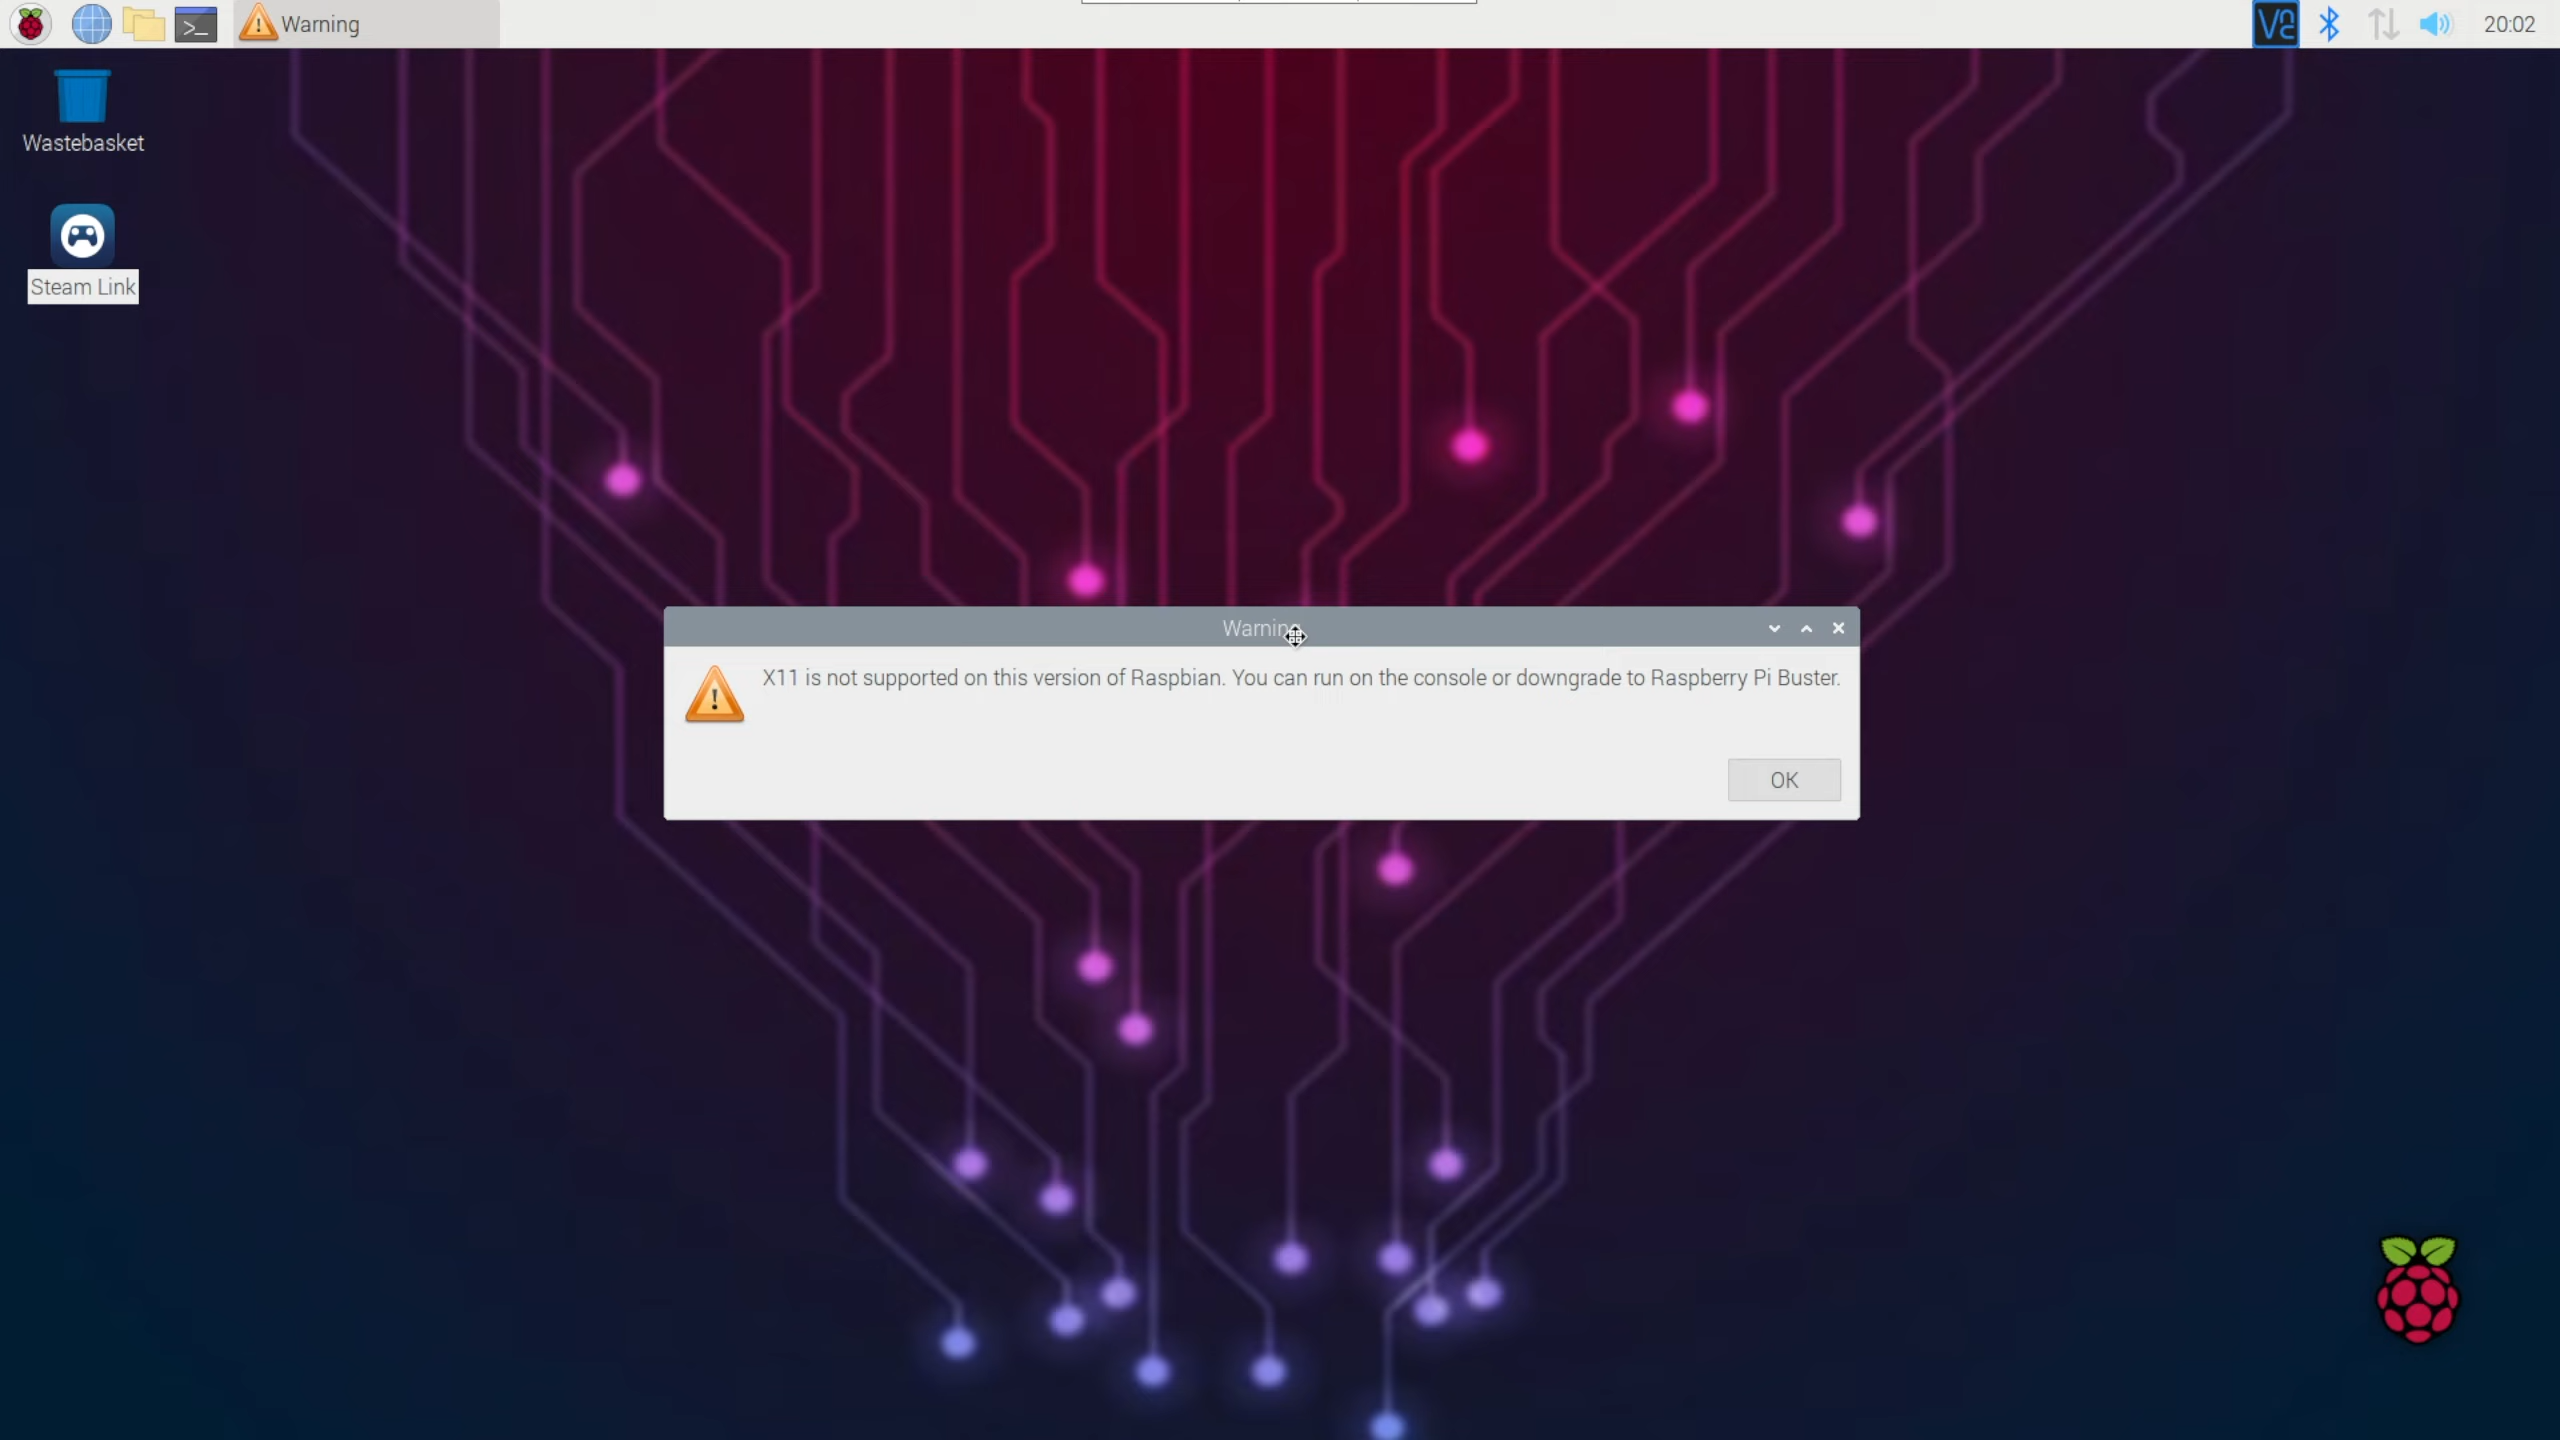 Warning
20:02
Wastebasket
Steam Link
Warning
X11 is not supported on this version of Raspbian. You can run on the console or downgrade to Raspberry Pi Buster.
OK